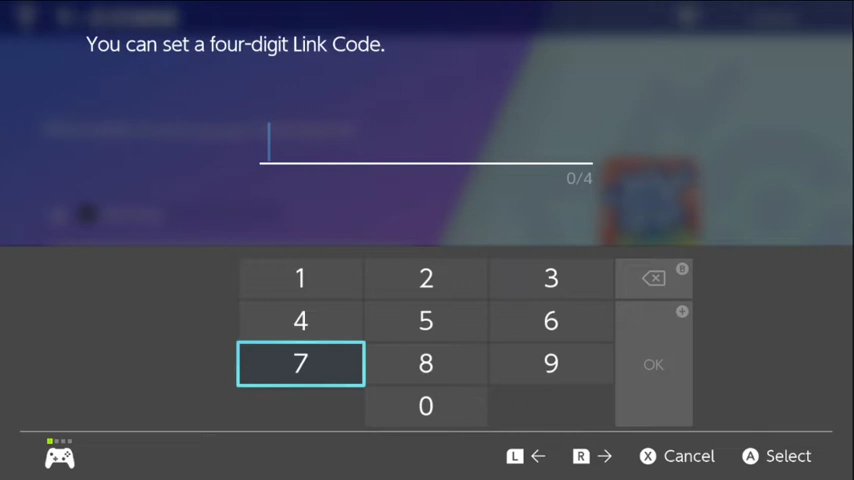 You can set a four-digit Link Code.
0/4
1 2 3 B
4 5 6 +
7 8 9 OK
0
L ← R → X Cancel A Select